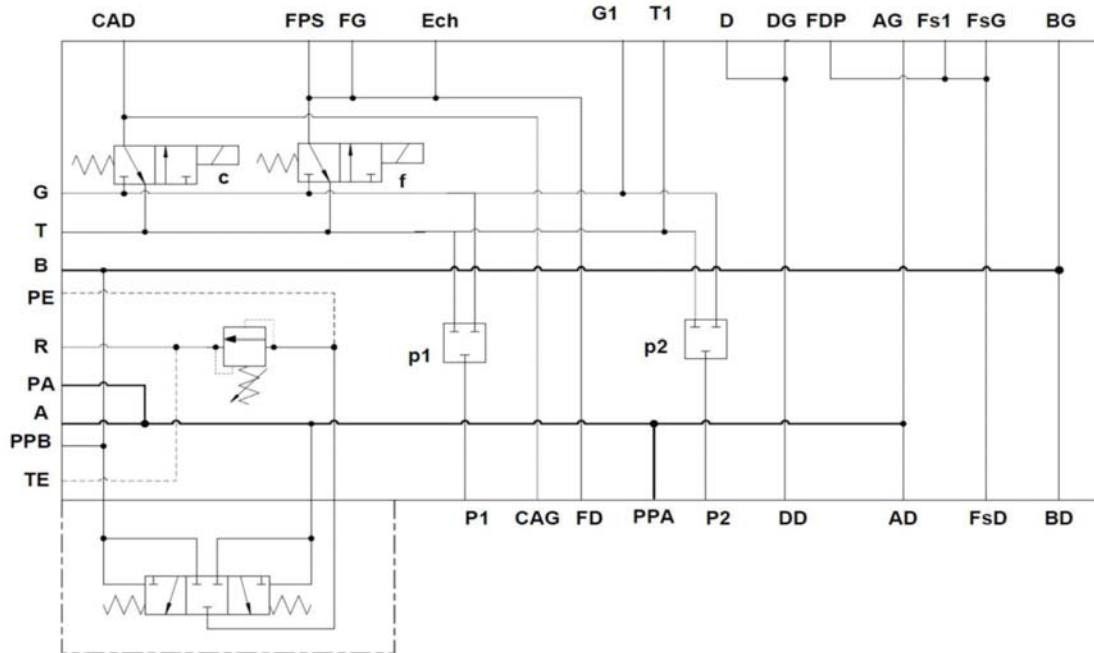 CAD FPS FG Ech G1 T1 D DG FDP AG Fs1 FsG BG
c f
G
T
B
PE
R
p1 p2
PA
A
PPB
TE
P1 CAG FD PPA P2 DD AD FsD BD